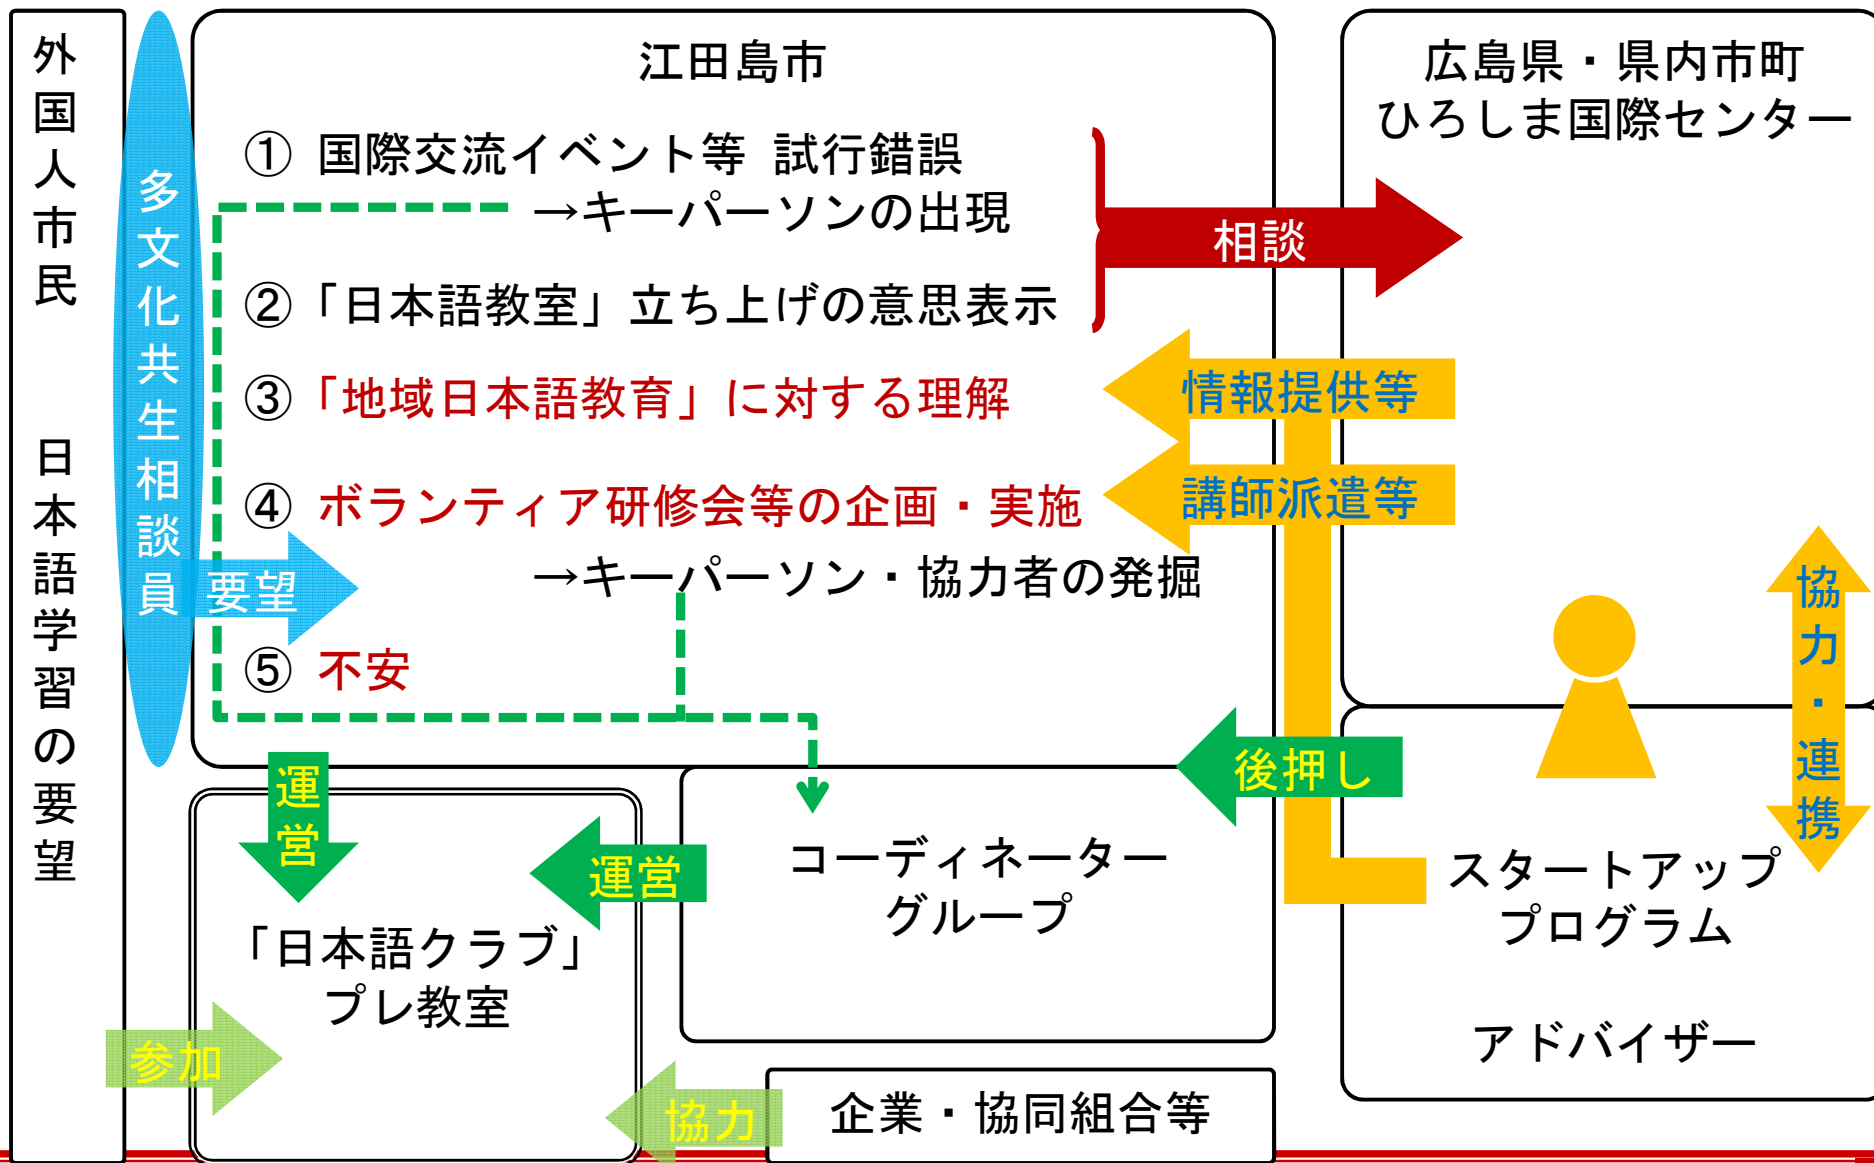 外国人市民　日本語学習の要望
多文化共生相談員
要望
江田島市
① 国際交流イベント等 試行錯誤
→キーパーソンの出現
②「日本語教室」立ち上げの意思表示
③「地域日本語教育」に対する理解
④ ボランティア研修会等の企画・実施
→キーパーソン・協力者の発掘
⑤ 不安
相談
情報提供等
講師派遣等
広島県・県内市町
ひろしま国際センター
協力・連携
後押し
スタートアップ
プログラム
アドバイザー
運営
運営
コーディネーター
グループ
「日本語クラブ」
プレ教室
参加
協力
企業・協同組合等